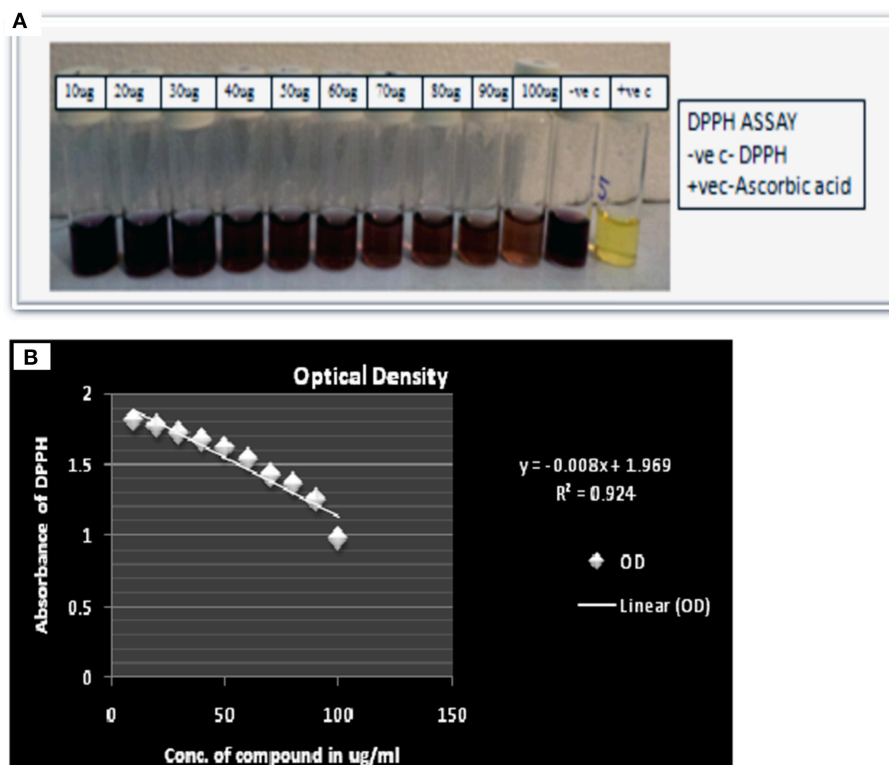 A
10ug 20ug 30ug 40ug 50ug 60ug 70ug 80ug 90ug 100ug -ve c +ve c
DPPH ASSAY
-ve c- DPPH
+vec-Ascorbic acid
5
B
Optical Density
2
1.5
1
0.5
0
0 50 100 150
Absorbance of DPPH
Conc. of compound in ug/ml
y = -0.008x + 1.969
R² = 0.924
OD
Linear (OD)